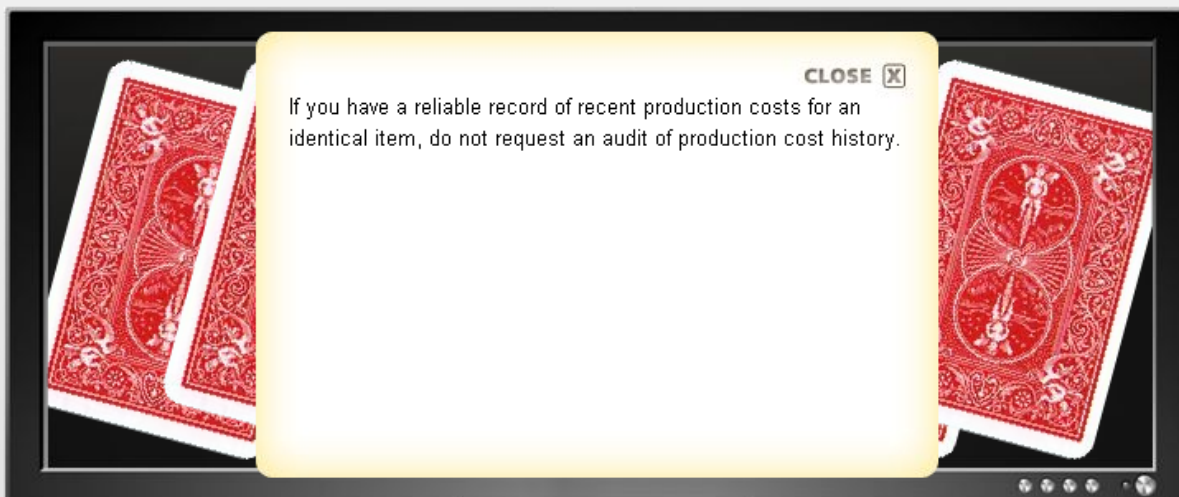 CLOSE X
If you have a reliable record of recent production costs for an
identical item, do not request an audit of production cost history.